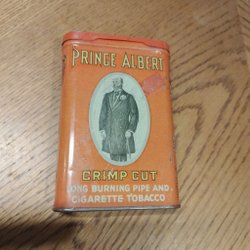 PRINCE ALBERT
CRIMP CUT
LONG BURNING PIPE AND
CIGARETTE TOBACCO